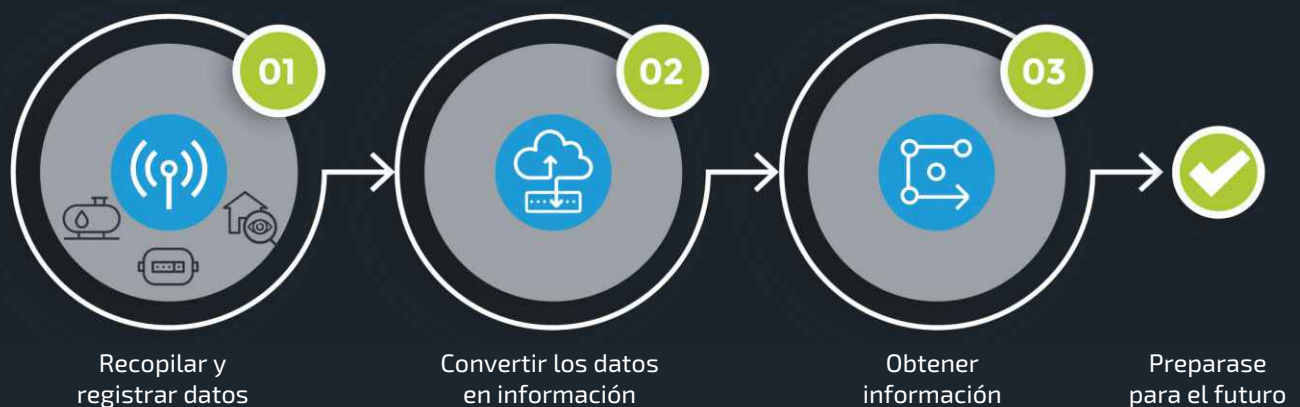 01
02
03
Recopilar y
registrar datos
Convertir los datos
en información
Obtener
información
Preparase
para el futuro